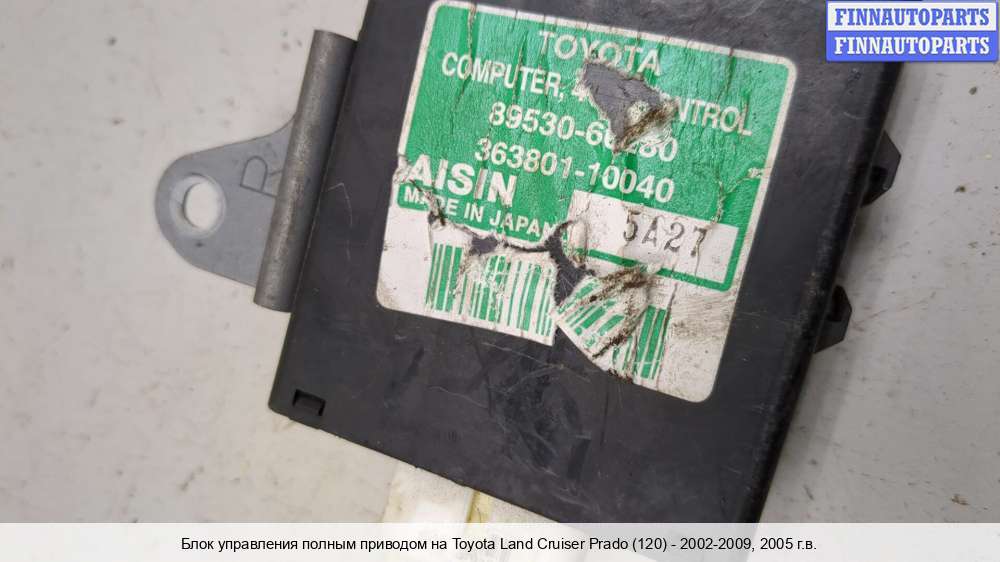 FINNAUTOPARTS
FINNAUTOPARTS
TOYOTA
COMPUTER,
363801-10040
AISIN
MADE IN JAPAN
5A27
R
Блок управления полным приводом на Toyota Land Cruiser Prado (120) - 2002-2009, 2005 г.в.